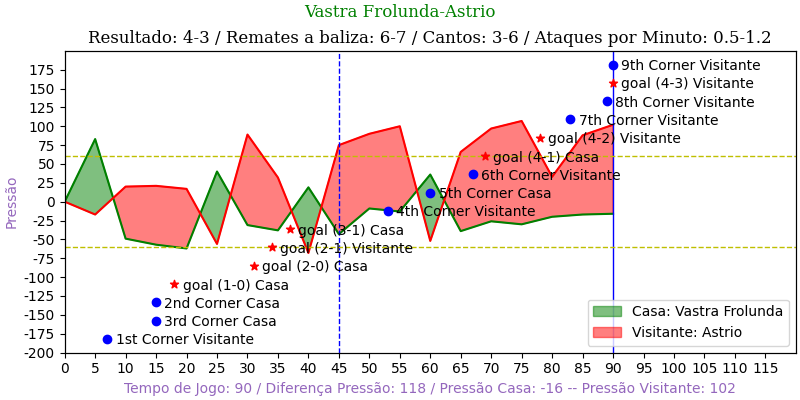 Vastra Frolunda-Astrio
Resultado: 4-3 / Remates a baliza: 6-7 / Cantos: 3-6 / Ataques por Minuto: 0.5-1.2
Pressão
175
150
125
100
75
50
25
0
-25
-50
-75
-100
-125
-150
-175
-200
9th Corner Visitante
goal (4-3) Visitante
8th Corner Visitante
7th Corner Visitante
goal (4-2) Visitante
goal (4-1) Casa
6th Corner Visitante
5th Corner Casa
4th Corner Visitante
goal (3-1) Casa
goal (2-1) Visitante
goal (2-0) Casa
goal (1-0) Casa
2nd Corner Casa
3rd Corner Casa
1st Corner Visitante
Casa: Vastra Frolunda
Visitante: Astrio
0 5 10 15 20 25 30 35 40 45 50 55 60 65 70 75 80 85 90 95 100 105 110 115
Tempo de Jogo: 90 / Diferença Pressão: 118 / Pressão Casa: -16 -- Pressão Visitante: 102